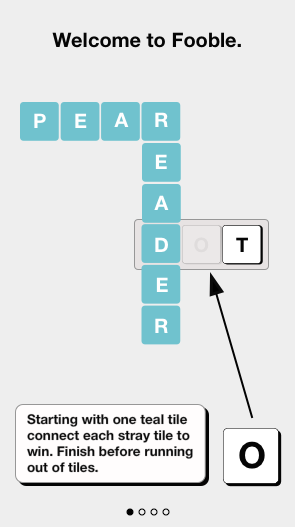 Welcome to Fooble.
P E A R
E
A
D O T
E
R
Starting with one teal tile
connect each stray tile to
win. Finish before running
out of tiles.
O